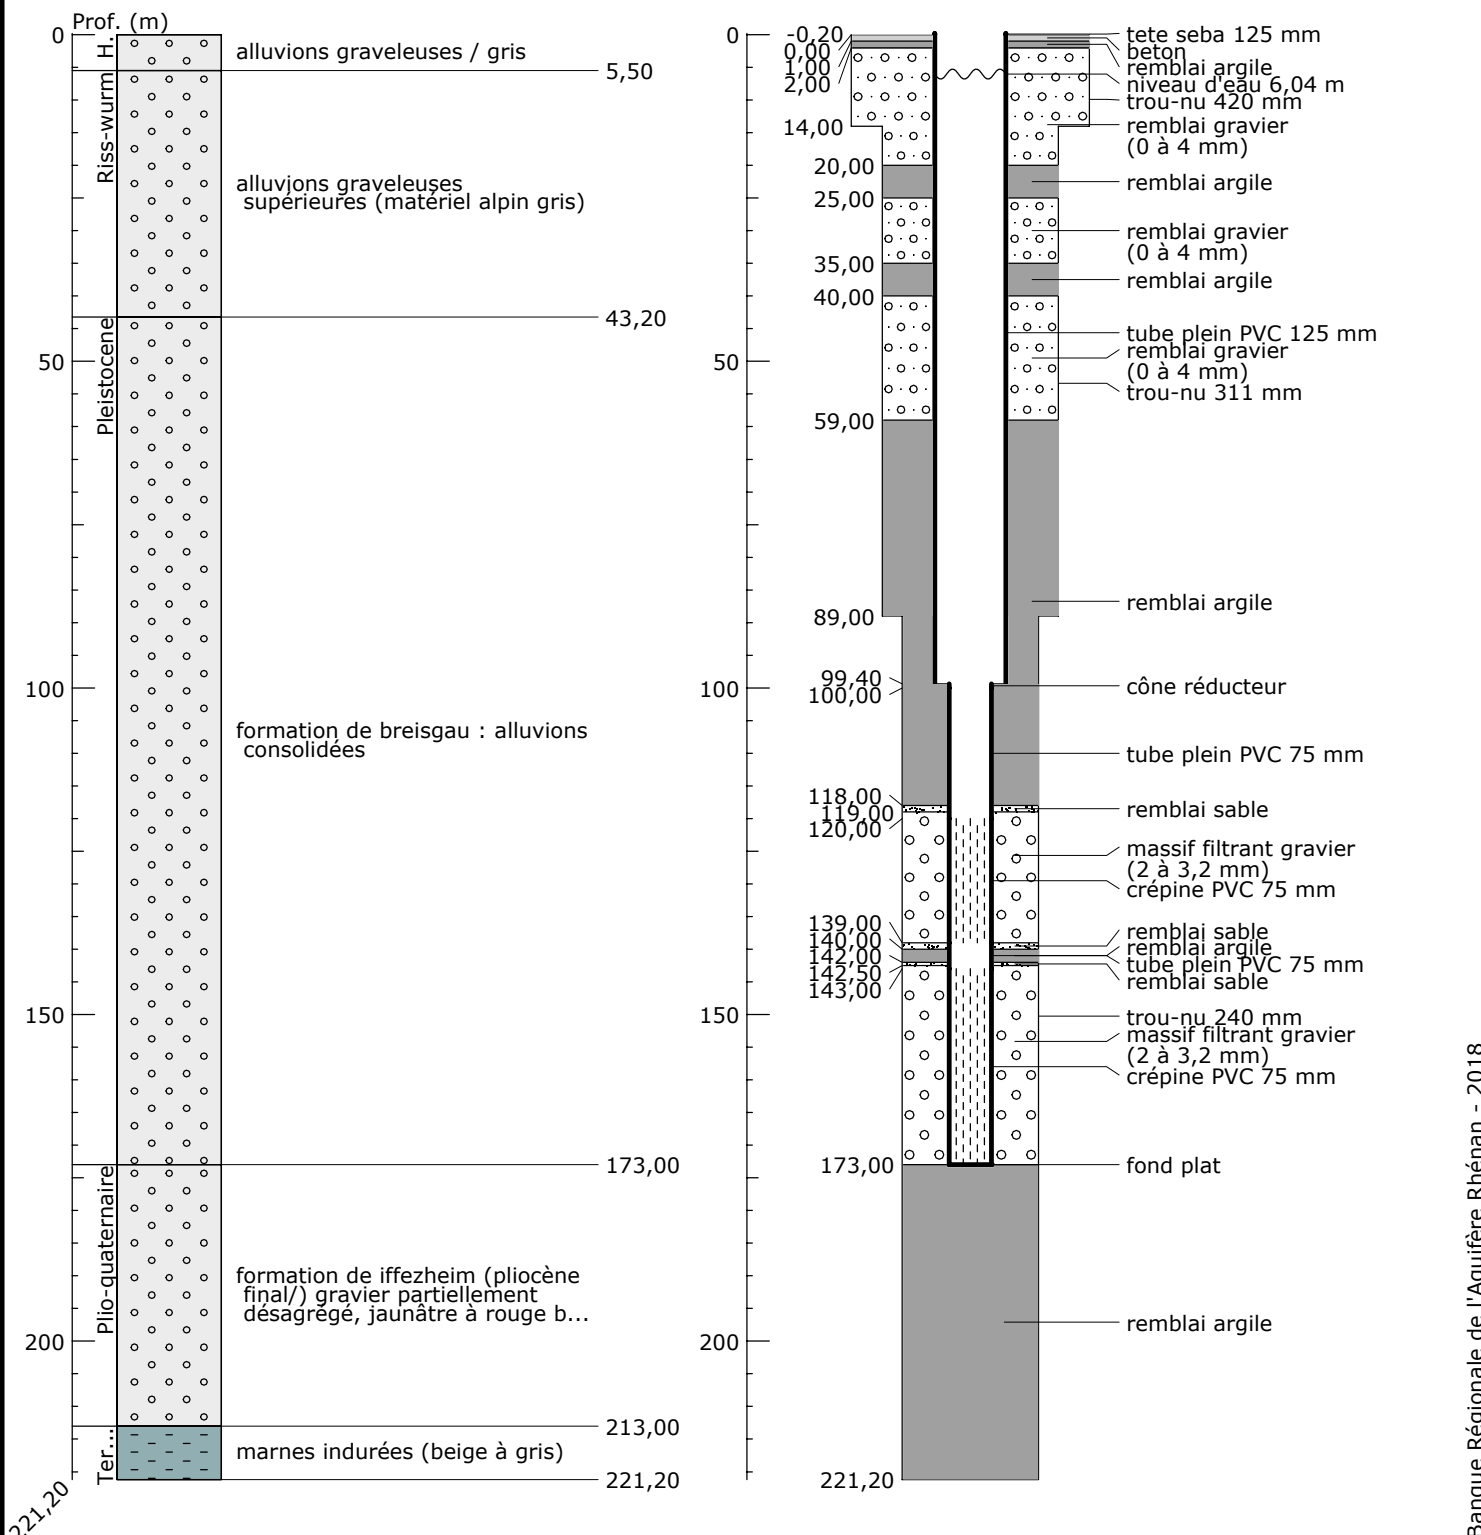 Prof. (m)
0
50
100
150
200
221,20
H.
Riss-wurm
Pleistocene
Plio-quaternaire
Ter...
alluvions graveleuses / gris
5,50
alluvions graveleuses
supérieures (matériel alpin gris)
43,20
formation de breisgau : alluvions
consolidées
173,00
formation de iffezheim (pliocène
final/) gravier partiellement
désagrégé, jaunâtre à rouge b...
213,00
marnes indurées (beige à gris)
221,20
0
50
100
150
200
-0,20
0,00
1,00
2,00
14,00
20,00
25,00
35,00
40,00
59,00
89,00
99,40
100,00
118,00
119,00
120,00
139,00
140,00
142,00
142,50
143,00
173,00
221,20
tete seba 125 mm
beton
remblai argile
niveau d'eau 6,04 m
trou-nu 420 mm
remblai gravier
(0 à 4 mm)
remblai argile
remblai gravier
(0 à 4 mm)
remblai argile
tube plein PVC 125 mm
remblai gravier
(0 à 4 mm)
trou-nu 311 mm
remblai argile
cône réducteur
tube plein PVC 75 mm
remblai sable
massif filtrant gravier
(2 à 3,2 mm)
crépine PVC 75 mm
remblai sable
remblai argile
tube plein PVC 75 mm
remblai sable
trou-nu 240 mm
massif filtrant gravier
(2 à 3,2 mm)
crépine PVC 75 mm
fond plat
remblai argile
Banque Régionale de l'Aquifère Rhénan - 2018